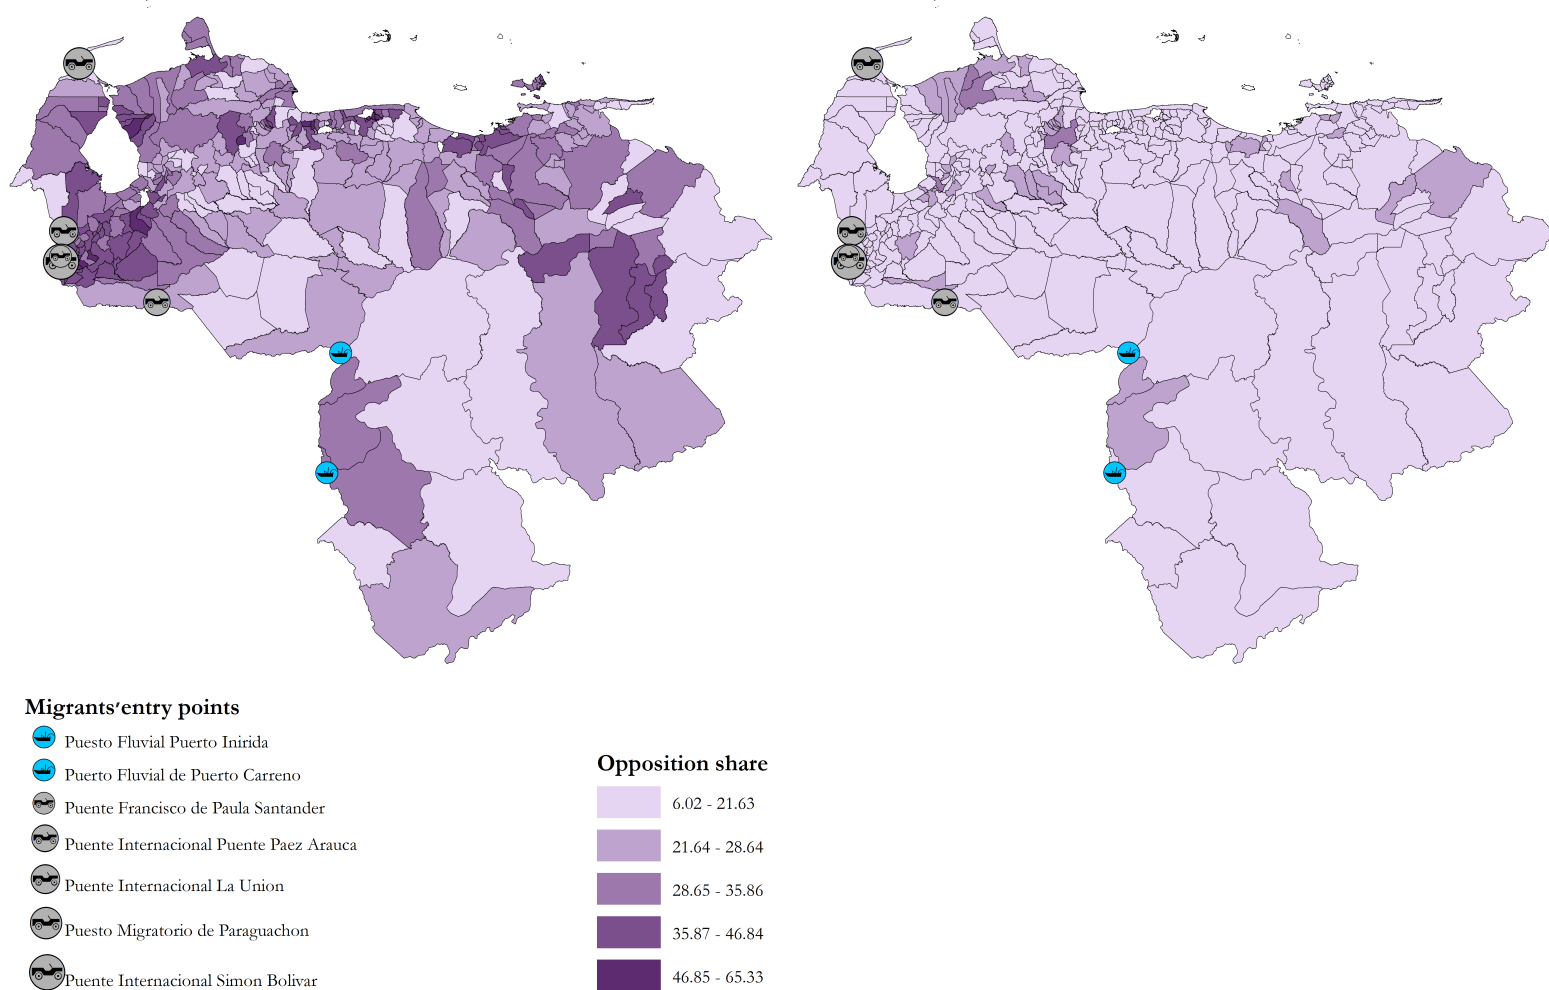 Migrants'entry points
Puesto Fluvial Puerto Inirida
Puerto Fluvial de Puerto Carreno
Puente Francisco de Paula Santander
Puente Internacional Puente Paez Arauca
Puente Internacional La Union
Puesto Migratorio de Paraguachon
Puente Internacional Simon Bolivar
Opposition share
6.02 - 21.63
21.64 - 28.64
28.65 - 35.86
35.87 - 46.84
46.85 - 65.33